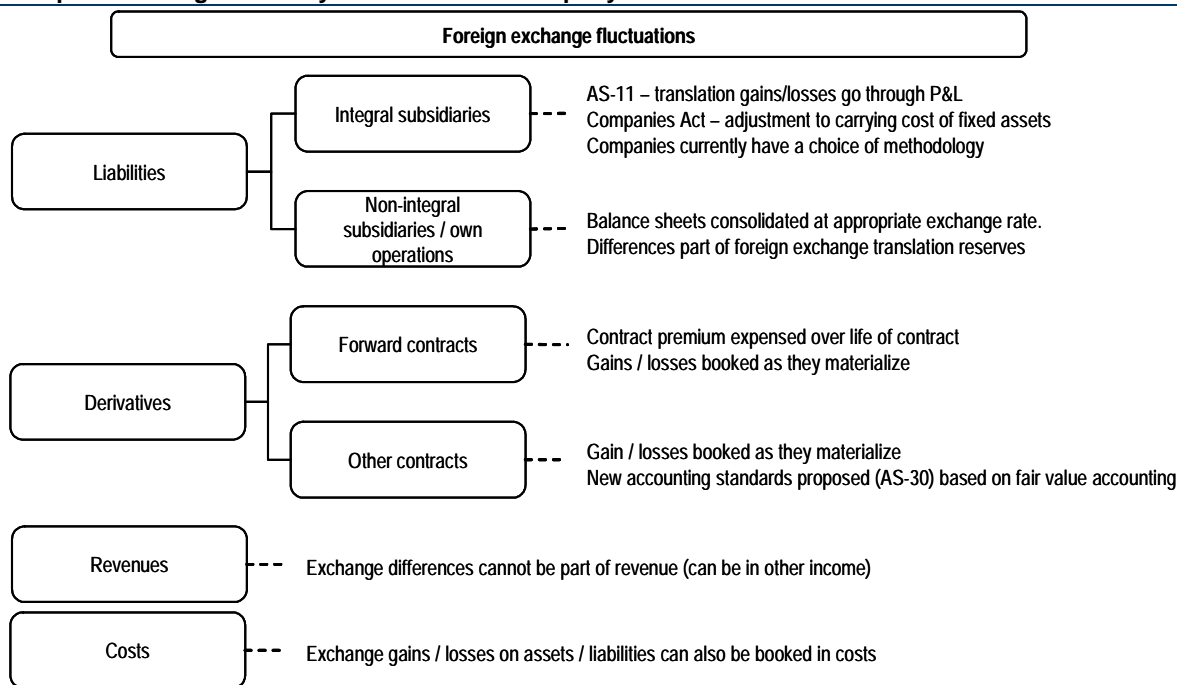 Foreign exchange fluctuations
Liabilities
Integral subsidiaries
AS-11 – translation gains/losses go through P&L
Companies Act – adjustment to carrying cost of fixed assets
Companies currently have a choice of methodology
Non-integral
subsidiaries / own
operations
Balance sheets consolidated at appropriate exchange rate.
Differences part of foreign exchange translation reserves
Derivatives
Forward contracts
Contract premium expensed over life of contract
Gains / losses booked as they materialize
Other contracts
Gain / losses booked as they materialize
New accounting standards proposed (AS-30) based on fair value accounting
Revenues
Exchange differences cannot be part of revenue (can be in other income)
Costs
Exchange gains / losses on assets / liabilities can also be booked in costs